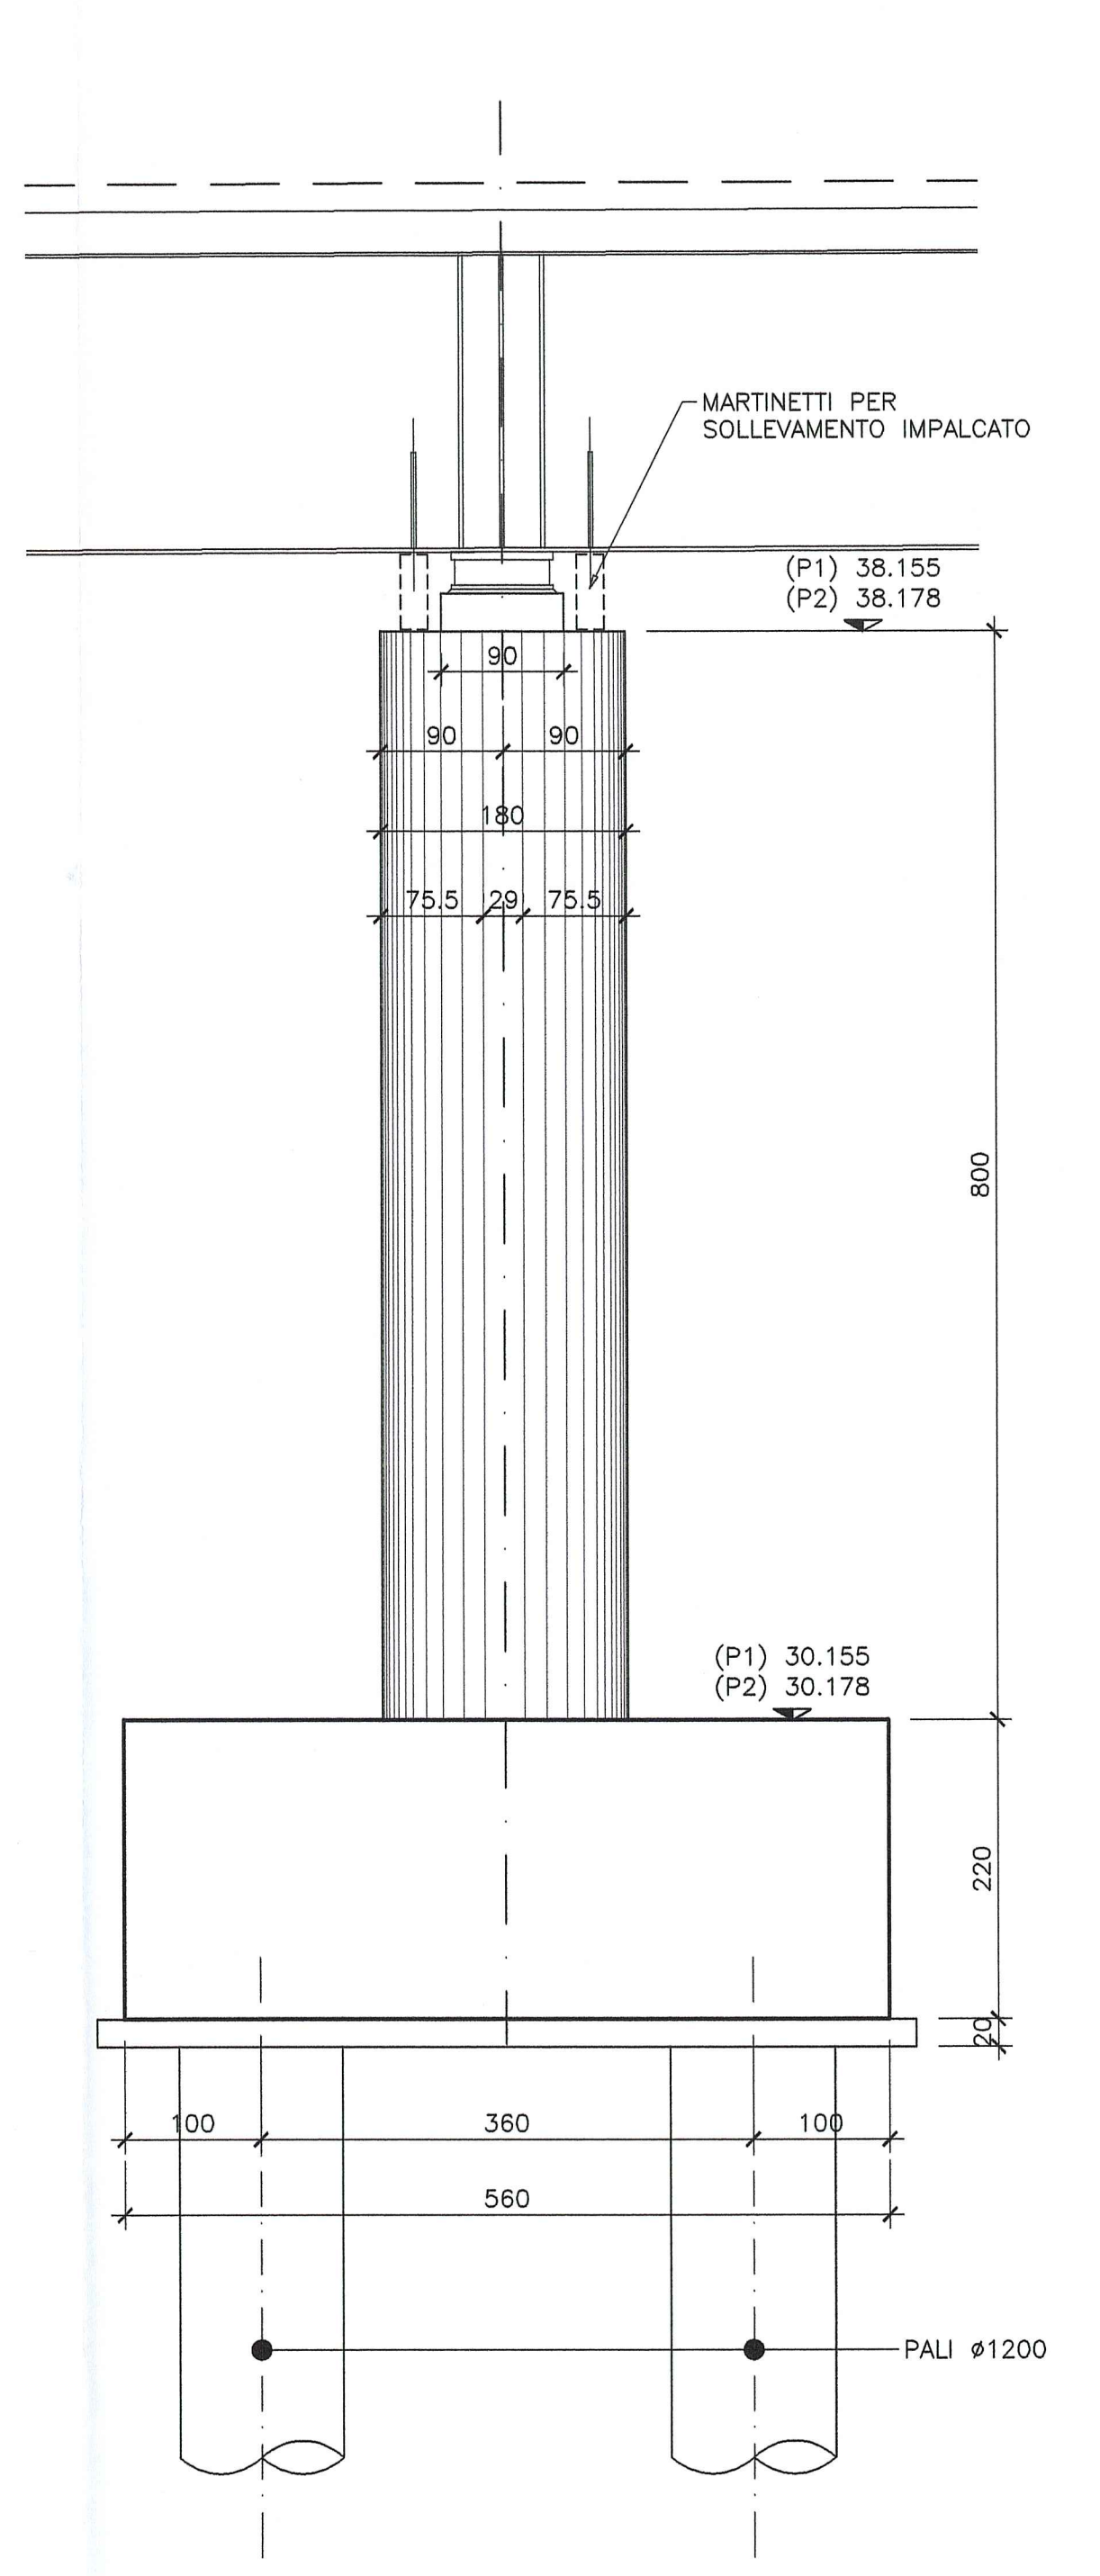 MARTINETTI PER
SOLLEVAMENTO IMPALCATO
(P1) 38.155
(P2) 38.178
90
90 90
180
75.5 29 75.5
800
(P1) 30.155
(P2) 30.178
220
20
100 360 100
560
PALI ø1200